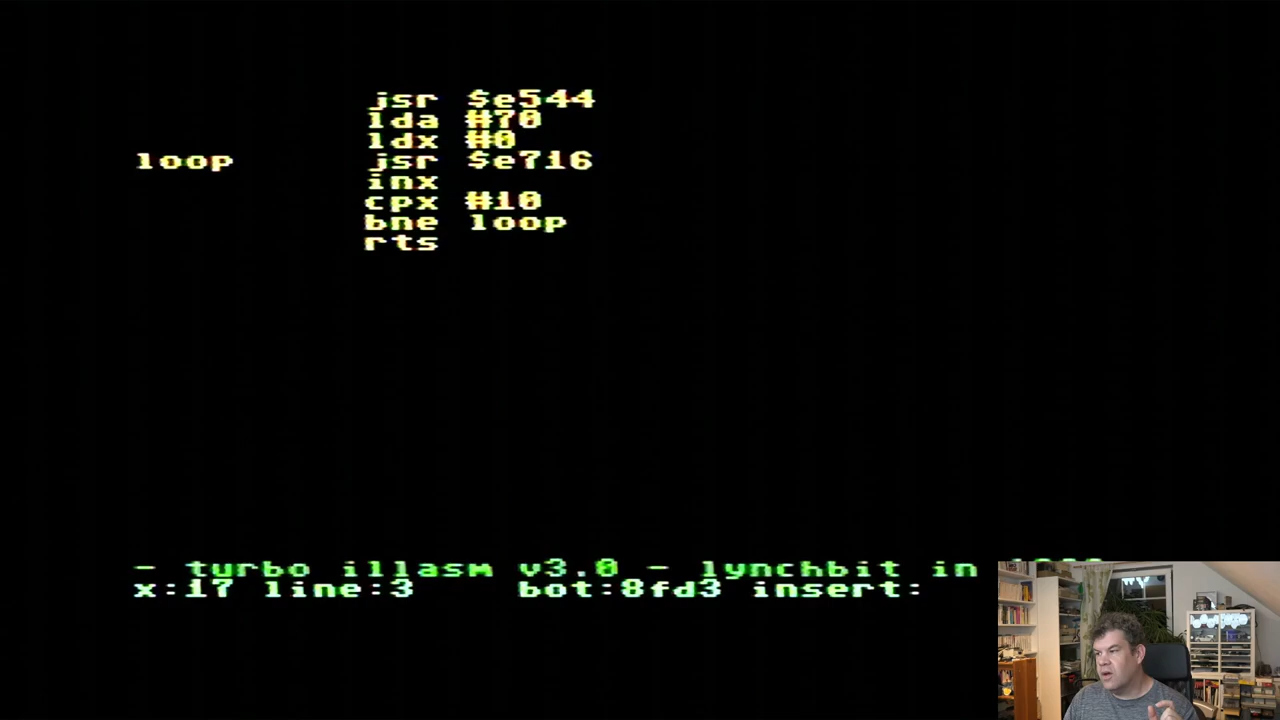 jsr $e544
lda #70
ldx #0
loop jsr $e716
inx
cpx #10
bne loop
rts
- turbo illasm v3.0 - lynchbit in
x:17 line:3 bot:8fd3 insert: